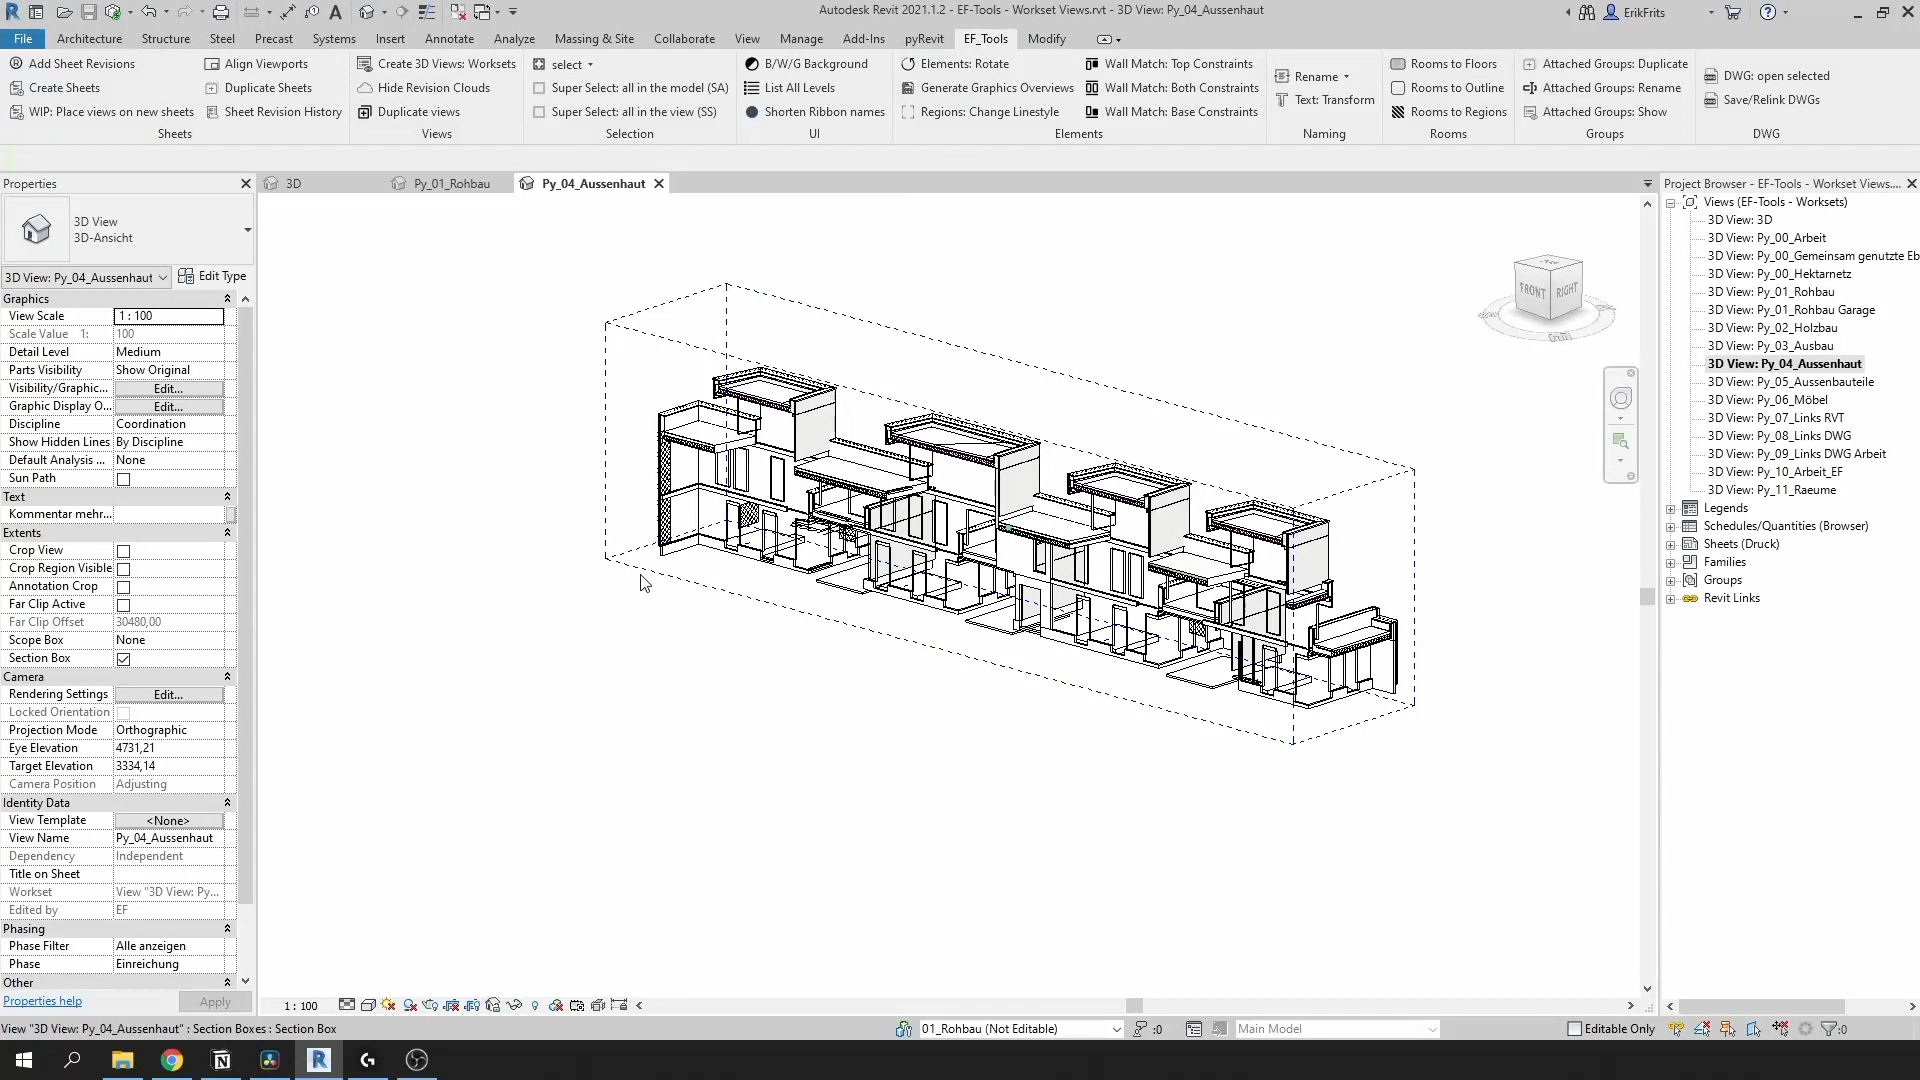 Autodesk Revit 2021.1.2 - EF-Tools - Workset Views.rvt - 3D View: Py_04_Aussenhaut
ErikFrits
File Architecture Structure Steel Precast Systems Insert Annotate Analyze Massing & Site Collaborate View Manage Add-Ins pyRevit EF_Tools Modify
Add Sheet Revisions Align Viewports Create 3D Views: Worksets select B/W/G Background Elements: Rotate Wall Match: Top Constraints Rename Rooms to Floors Attached Groups: Duplicate DWG: open selected
Create Sheets Duplicate Sheets Hide Revision Clouds Super Select: all in the model (SA) List All Levels Generate Graphics Overviews Wall Match: Both Constraints Text: Transform Rooms to Outline Attached Groups: Rename Save/Relink DWGs
WIP: Place views on new sheets Sheet Revision History Duplicate views Super Select: all in the view (SS) Shorten Ribbon names Regions: Change Linestyle Wall Match: Base Constraints Rooms to Regions Attached Groups: Show
Sheets Views Selection UI Elements Naming Rooms Groups DWG
Properties
3D Py_01_Rohbau Py_04_Aussenhaut
3D View
3D-Ansicht
3D View: Py_04_Aussenhaut Edit Type
Graphics
View Scale 1 : 100
Scale Value 1: 100
Detail Level Medium
Parts Visibility Show Original
Visibility/Graphic... Edit...
Graphic Display O... Edit...
Discipline Coordination
Show Hidden Lines By Discipline
Default Analysis ... None
Sun Path
Text
Kommentar mehr...
Extents
Crop View
Crop Region Visible
Annotation Crop
Far Clip Active
Far Clip Offset 30480,00
Scope Box None
Section Box
Camera
Rendering Settings Edit...
Locked Orientation
Projection Mode Orthographic
Eye Elevation 4731,21
Target Elevation 3334,14
Camera Position Adjusting
Identity Data
View Template <None>
View Name Py_04_Aussenhaut
Dependency Independent
Title on Sheet
Workset View "3D View: Py...
Edited by EF
Phasing
Phase Filter Alle anzeigen
Phase Einreichung
Other
Properties help Apply
FRONT RIGHT
1 : 100
Project Browser - EF-Tools - Workset Views....
Views (EF-Tools - Worksets)
3D View: 3D
3D View: Py_00_Arbeit
3D View: Py_00_Gemeinsam genutzte Eb
3D View: Py_00_Hektarnetz
3D View: Py_01_Rohbau
3D View: Py_01_Rohbau Garage
3D View: Py_02_Holzbau
3D View: Py_03_Ausbau
3D View: Py_04_Aussenhaut
3D View: Py_05_Aussenbauteile
3D View: Py_06_Möbel
3D View: Py_07_Links RVT
3D View: Py_08_Links DWG
3D View: Py_09_Links DWG Arbeit
3D View: Py_10_Arbeit_EF
3D View: Py_11_Raeume
Legends
Schedules/Quantities (Browser)
Sheets (Druck)
Families
Groups
Revit Links
View "3D View: Py_04_Aussenhaut" : Section Boxes : Section Box 01_Rohbau (Not Editable) :0 Main Model Editable Only :0